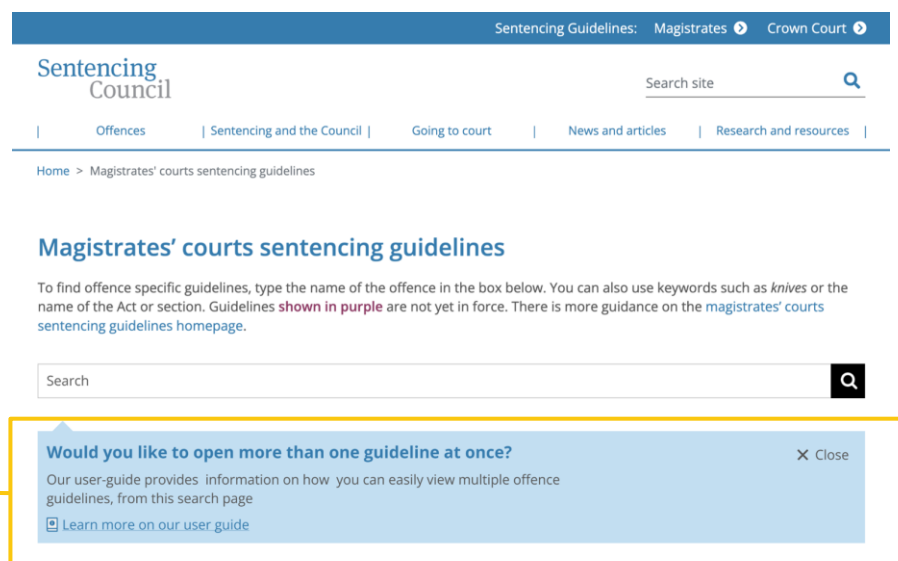 Sentencing Guidelines: Magistrates Crown Court
Sentencing
Council
Search site
| Offences | Sentencing and the Council | Going to court | News and articles | Research and resources |
Home > Magistrates' courts sentencing guidelines
Magistrates’ courts sentencing guidelines
To find offence specific guidelines, type the name of the offence in the box below. You can also use keywords such as knives or the
name of the Act or section. Guidelines shown in purple are not yet in force. There is more guidance on the magistrates’ courts
sentencing guidelines homepage.
Search
Would you like to open more than one guideline at once?
X Close
Our user-guide provides information on how you can easily view multiple offence
guidelines, from this search page
Learn more on our user guide